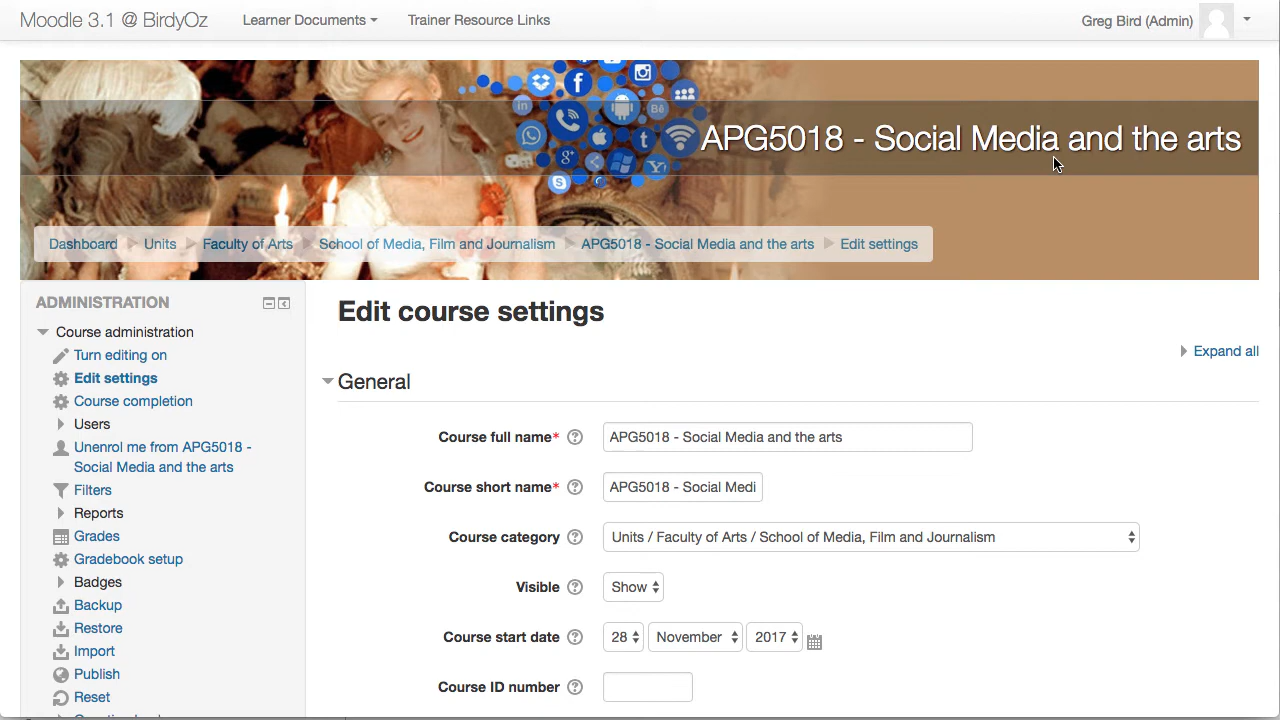 Moodle 3.1 @ BirdyOz Learner Documents Trainer Resource Links Greg Bird (Admin)
APG5018 - Social Media and the arts
Dashboard Units Faculty of Arts School of Media, Film and Journalism APG5018 - Social Media and the arts Edit settings
ADMINISTRATION
Course administration
Turn editing on
Edit settings
Course completion
Users
Unenrol me from APG5018 -
Social Media and the arts
Filters
Reports
Grades
Gradebook setup
Badges
Backup
Restore
Import
Publish
Reset
Edit course settings
Expand all
General
Course full name* APG5018 - Social Media and the arts
Course short name* APG5018 - Social Medi
Course category Units / Faculty of Arts / School of Media, Film and Journalism
Visible Show
Course start date 28 November 2017
Course ID number